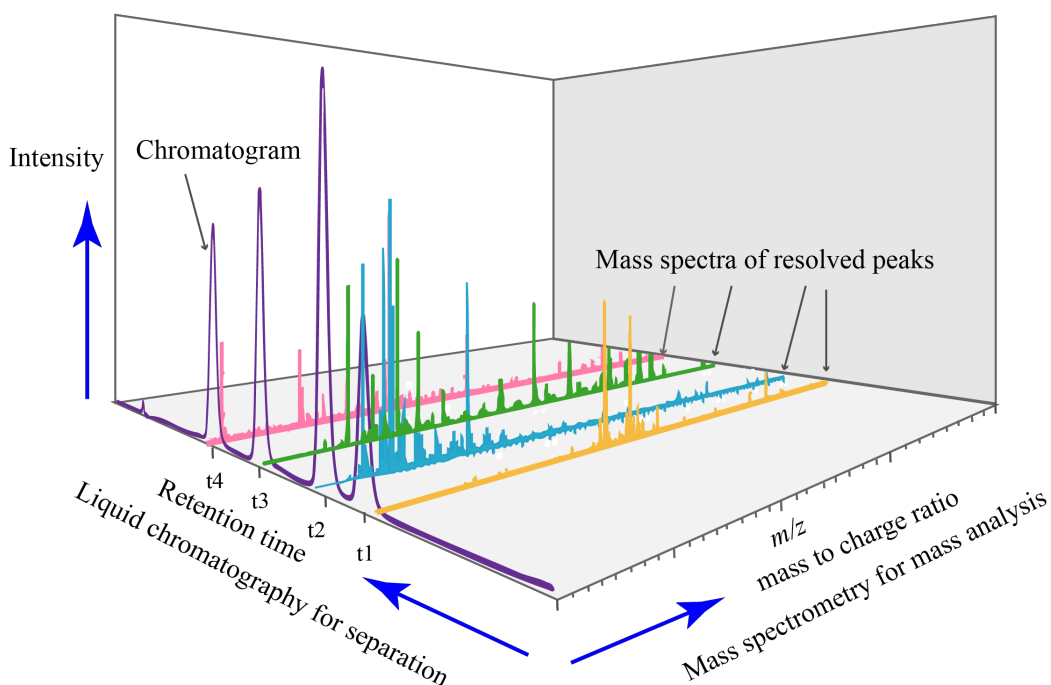 Intensity
Chromatogram
Mass spectra of resolved peaks
t4
t3
t2
t1
Retention time
Liquid chromatography for separation
m/z
mass to charge ratio
Mass spectrometry for mass analysis